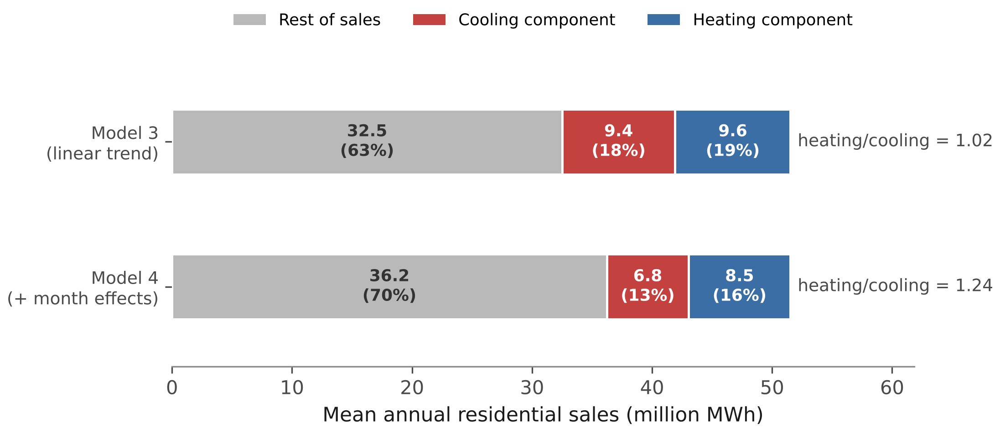 Rest of sales
Cooling component
Heating component
Model 3
(linear trend)
32.5
(63%)
9.4
(18%)
9.6
(19%)
heating/cooling = 1.02
Model 4
(+ month effects)
36.2
(70%)
6.8
(13%)
8.5
(16%)
heating/cooling = 1.24
0 10 20 30 40 50 60
Mean annual residential sales (million MWh)